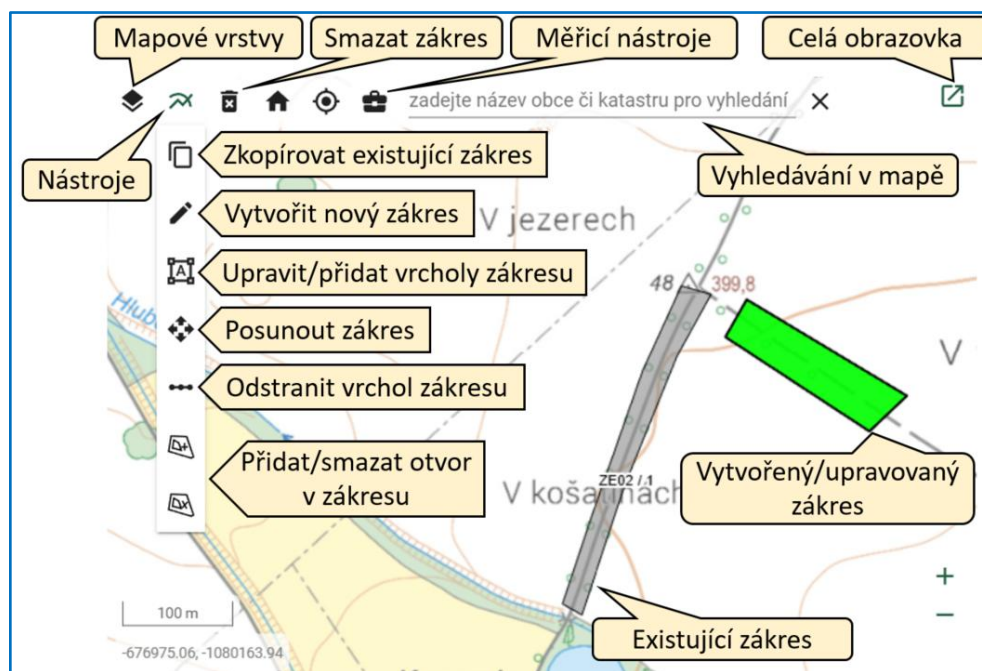 Mapové vrstvy
Smazat zákres
Měřicí nástroje
Celá obrazovka
zadejte název obce či katastru pro vyhledání
Nástroje
Zkopírovat existující zákres
Vyhledávání v mapě
Vytvořit nový zákres
V jezerech
A
Upravit/přidat vrcholy zákresu
48
399,8
Posunout zákres
V
Odstranit vrchol zákresu
Přidat/smazat otvor
v zákresu
ZE02 / 1
V košatinách
Vytvořený/upravovaný
zákres
100 m
Existující zákres
-676975.06, -1080163.94